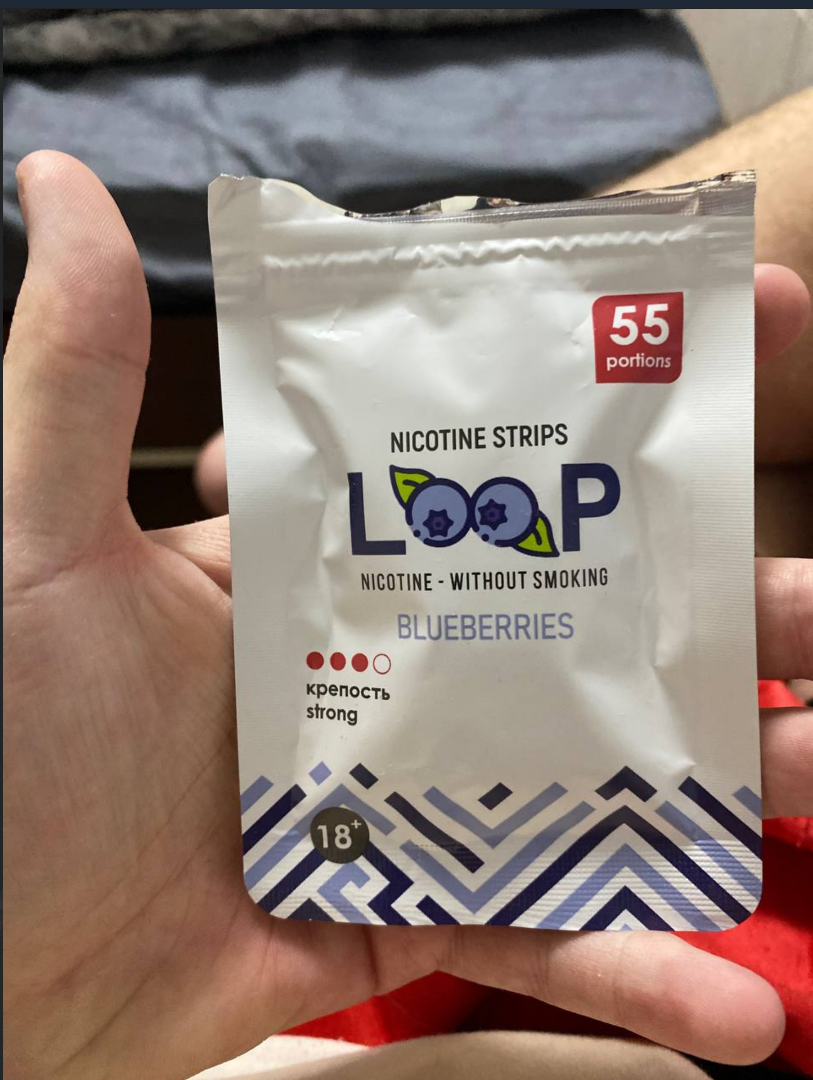 55
portions
NICOTINE STRIPS
LOOP
NICOTINE - WITHOUT SMOKING
BLUEBERRIES
крепость
strong
18+